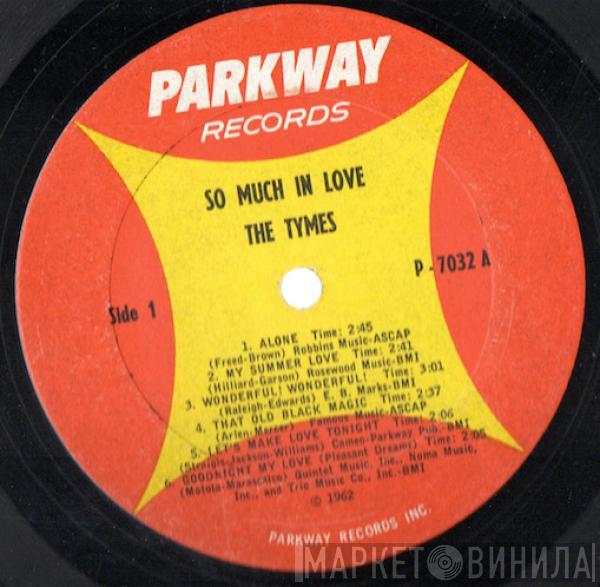 PARKWAY
RECORDS
SO MUCH IN LOVE
THE TYMES
Side 1
P-7032 A
1. ALONE Time: 2:45
(Freed-Brown) Robbins Music-ASCAP
2. MY SUMMER LOVE Time: 2:41
(Hilliard-Garson) Rosewood Music-BMI
3. WONDERFUL! WONDERFUL! Time: 3:01
(Raleigh-Edwards) E. B. Marks-BMI
4. THAT OLD BLACK MAGIC Time: 2:37
(Arlen-Mercer) Famous Music-ASCAP
5. LET'S MAKE LOVE TONIGHT Time: 2:06
(Straigis-Jackson-Williams) Cameo-Parkway Pub.-BMI
6. GOODNIGHT MY LOVE (Pleasant Dreams) Time: 2:05
(Motola-Marascalco) Quintet Music, Inc., Noma Music,
Inc., and Trio Music Co., Inc.-BMI
© 1962
PARKWAY RECORDS INC.
МАРКЕТ ВИНИЛА